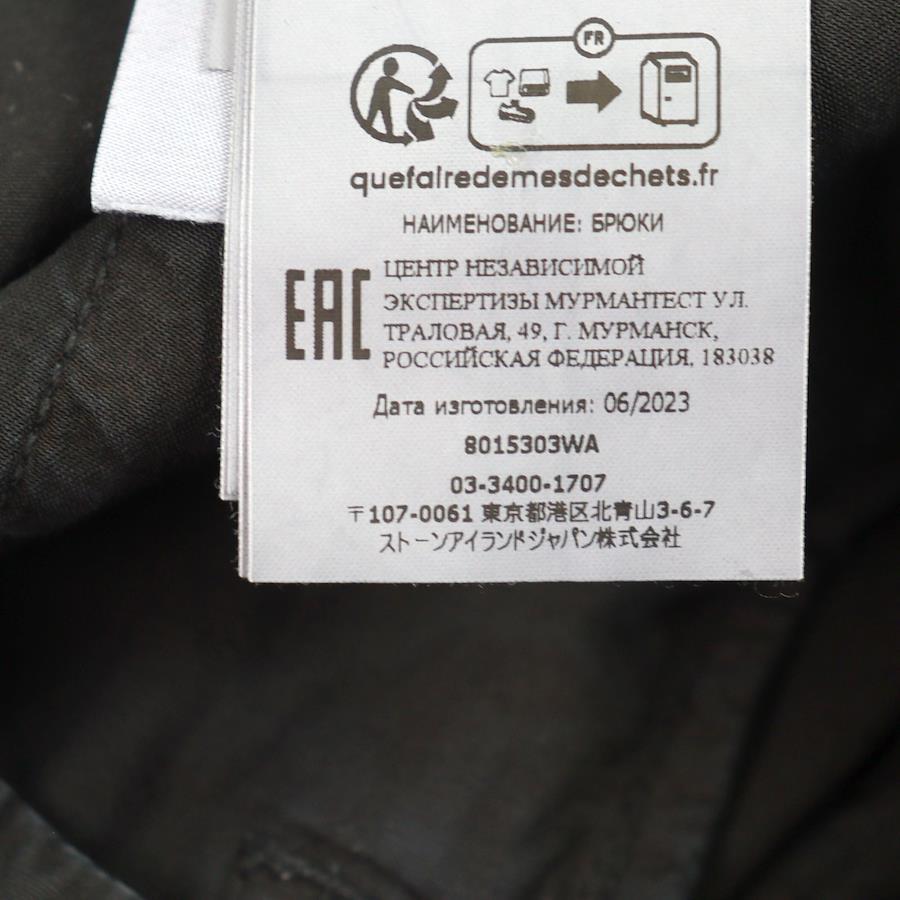 FR
quefairedemesdechets.fr
НАИМЕНОВАНИЕ: БРЮКИ
EAC
ЦЕНТР НЕЗАВИСИМОЙ
ЭКСПЕРТИЗЫ МУРМАНТЕСТ УЛ.
ТРАЛОВАЯ, 49, Г. МУРМАНСК,
РОССИЙСКАЯ ФЕДЕРАЦИЯ, 183038
Дата изготовления: 06/2023
8015303WA
03-3400-1707
〒107-0061 東京都港区北青山3-6-7
ストーンアイランドジャパン株式会社